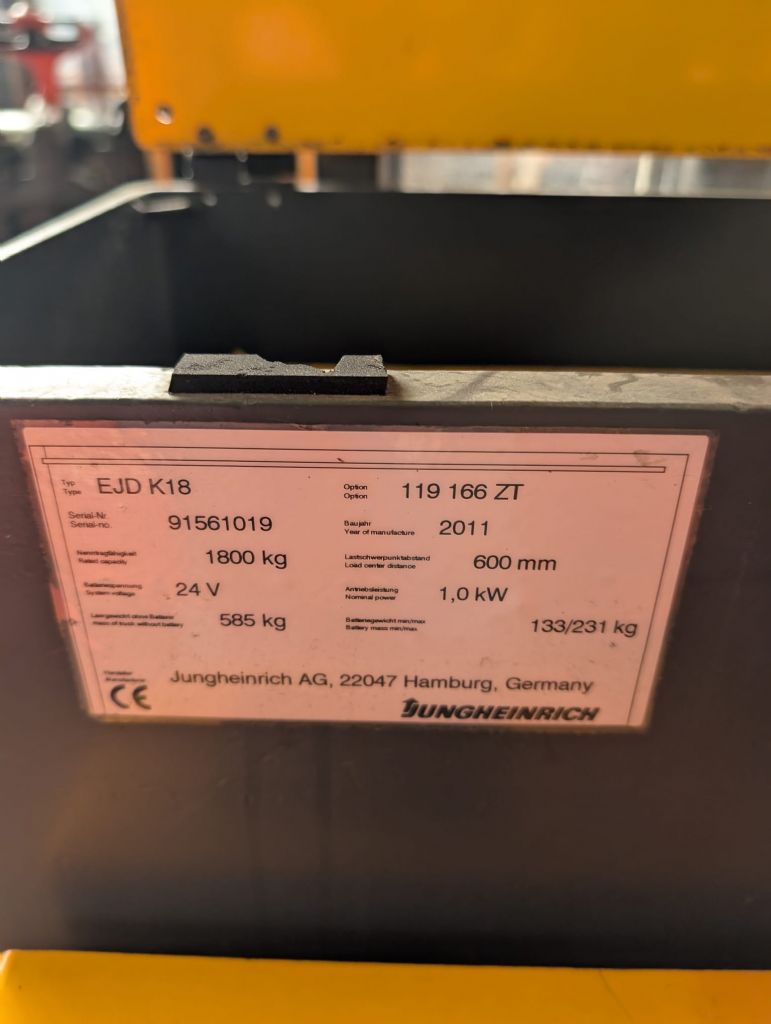 Typ
Type
EJD K18
Option
Option
119 166 ZT
Serial-Nr.
Serial-no.
91561019
Baujahr
Year of manufacture
2011
Nenntragfähigkeit
Rated capacity
1800 kg
Lastschwerpunktabstand
Load center distance
600 mm
Batteriespannung
System voltage
24 V
Antriebsleistung
Nominal power
1,0 kW
Leergewicht ohne Batterie
mass of truck without battery
585 kg
Batteriegewicht min/max
Battery mass min/max
133/231 kg
Hersteller
Manufacturer
Jungheinrich AG, 22047 Hamburg, Germany
CE
JUNGHEINRICH